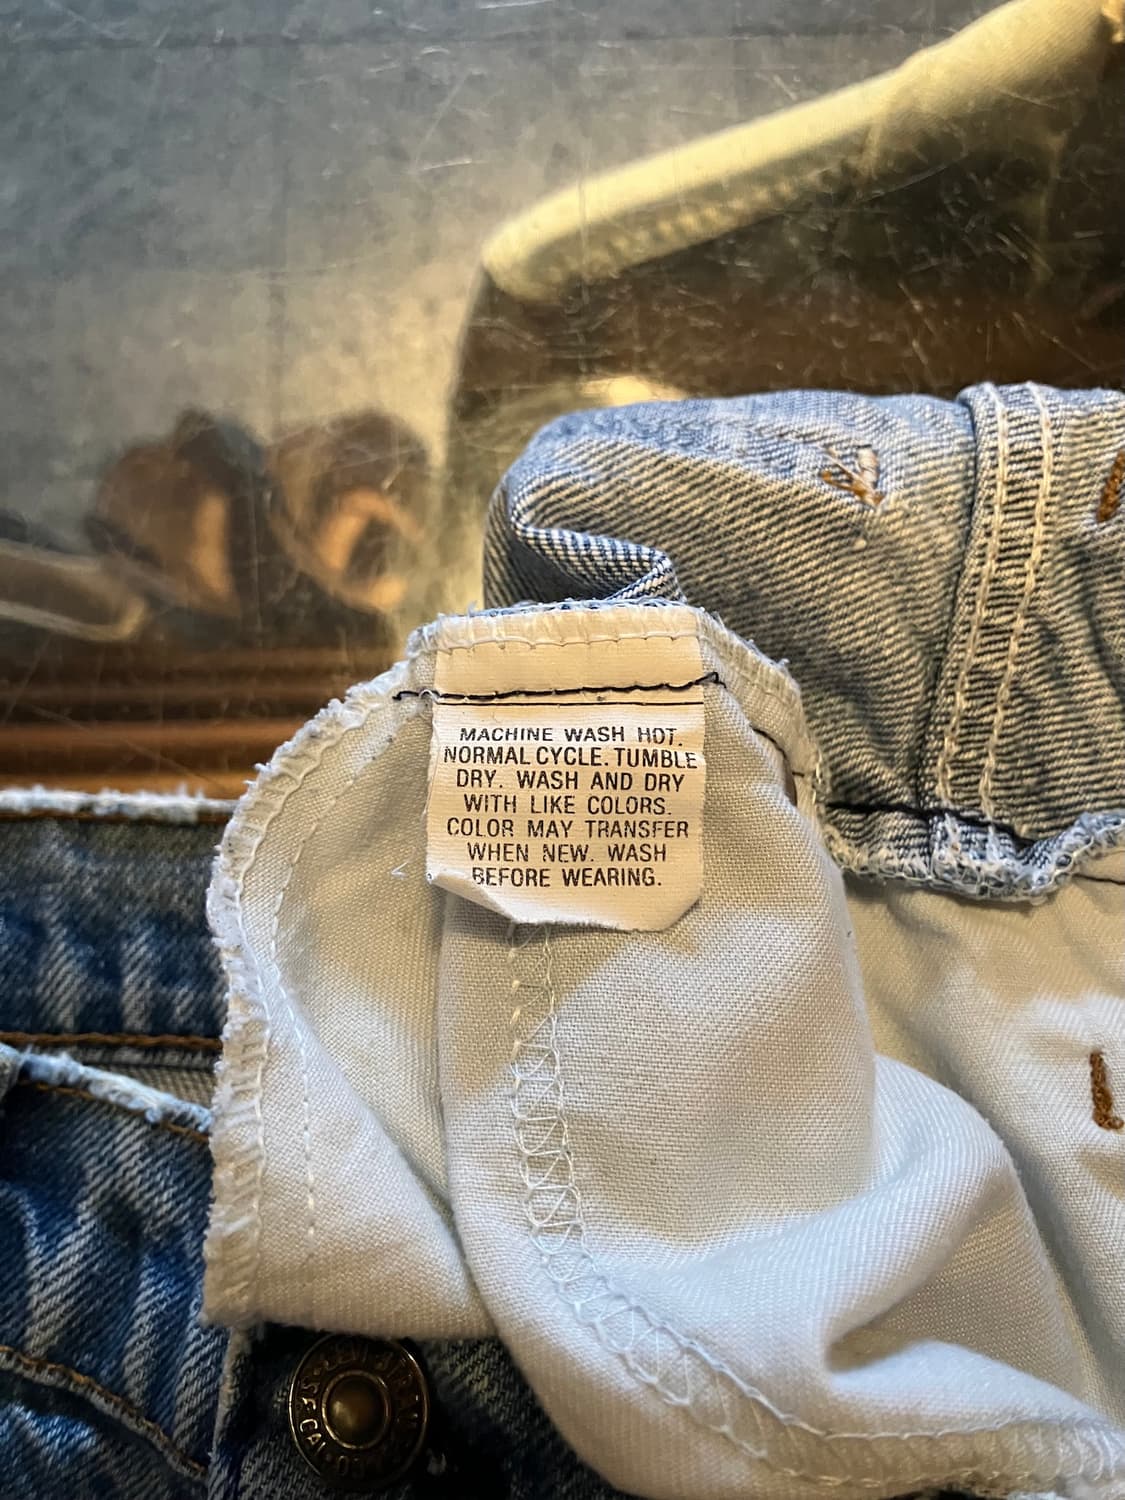 MACHINE WASH HOT.
NORMAL CYCLE. TUMBLE
DRY. WASH AND DRY
WITH LIKE COLORS.
COLOR MAY TRANSFER
WHEN NEW. WASH
BEFORE WEARING.
S.F. CAL